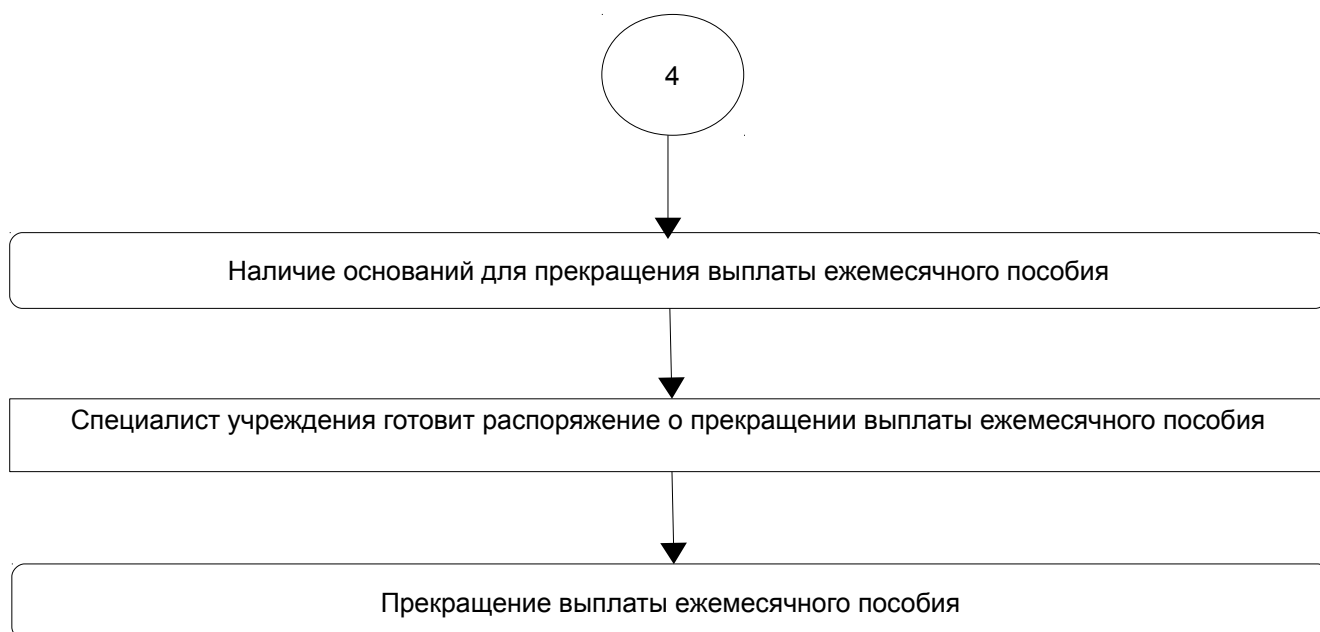 4
Наличие оснований для прекращения выплаты ежемесячного пособия
Специалист учреждения готовит распоряжение о прекращении выплаты ежемесячного пособия
Прекращение выплаты ежемесячного пособия